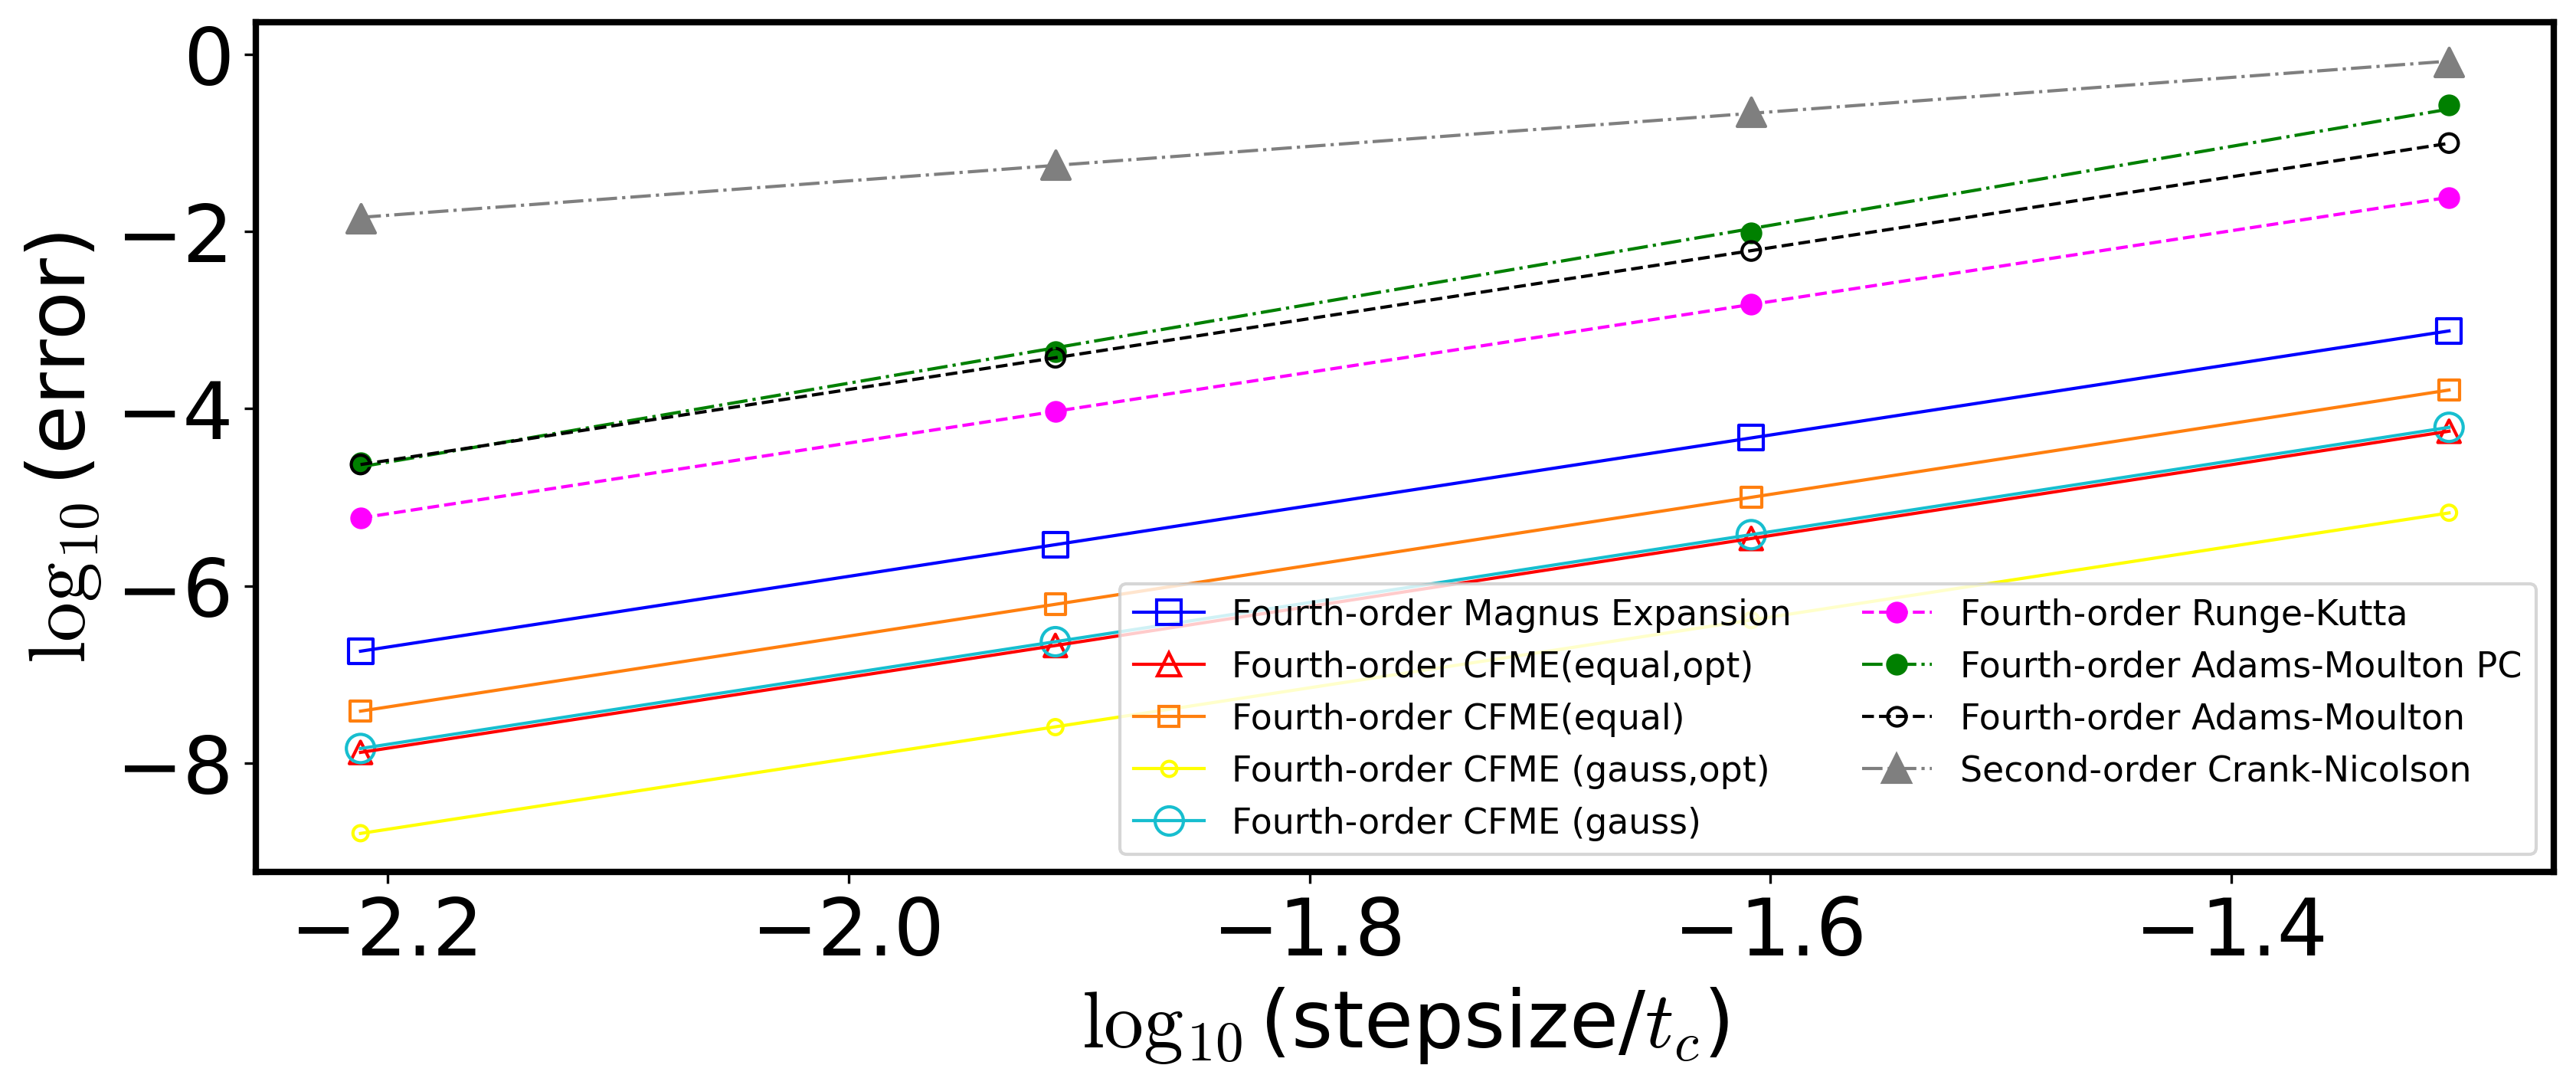 0
−2
−4
−6
−8
log10 (error)
Fourth-order Magnus Expansion
Fourth-order CFME(equal,opt)
Fourth-order CFME(equal)
Fourth-order CFME (gauss,opt)
Fourth-order CFME (gauss)
Fourth-order Runge-Kutta
Fourth-order Adams-Moulton PC
Fourth-order Adams-Moulton
Second-order Crank-Nicolson
−2.2 −2.0 −1.8 −1.6 −1.4
log10 (stepsize/tc)